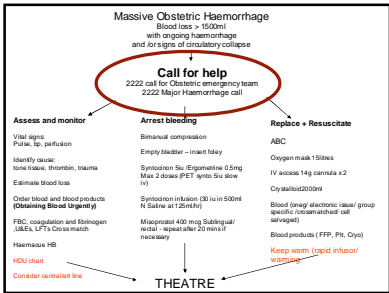 Massive Obstetric Haemorrhage
Blood loss > 1500ml
with ongoing haemorrhage
and /or signs of circulatory collapse
Call for help
2222 call for Obstetric emergency team
2222 Major Haemorrhage call
Assess and monitor
Vital signs:
Pulse, bp, perfusion
Identify cause:
tone tissue, thrombin, trauma
Estimate blood loss
Order blood and blood products
(Obtaining Blood Urgently)
FBC, coagulation and fibrinogen
,U&Es, LFTs Cross match
Haemacue HB
HDU chart
Consider central/art line
Arrest bleeding
Bimanual compression
Empty bladder – insert foley
Syntocinon 5iu /Ergotmerine 0.5mg
Max 2 doses (PET synto 5iu slow
iv)
Syntocinon infusion (30 iu in 500ml
N Saline at 125ml/hr)
Misoprostol 400 mcg Sublingual/
rectal - repeat after 20 mins if
necessary
Replace + Resuscitate
ABC
Oxygen mask 15litres
IV access 14g cannula x 2
Crystalloid2000ml
Blood (oneg/ electronic issue/ group
specific /crossmatched/ cell
salvaged)
Blood products ( FFP, Plt, Cryo)
Keep warm (rapid infusor/
warming
THEATRE